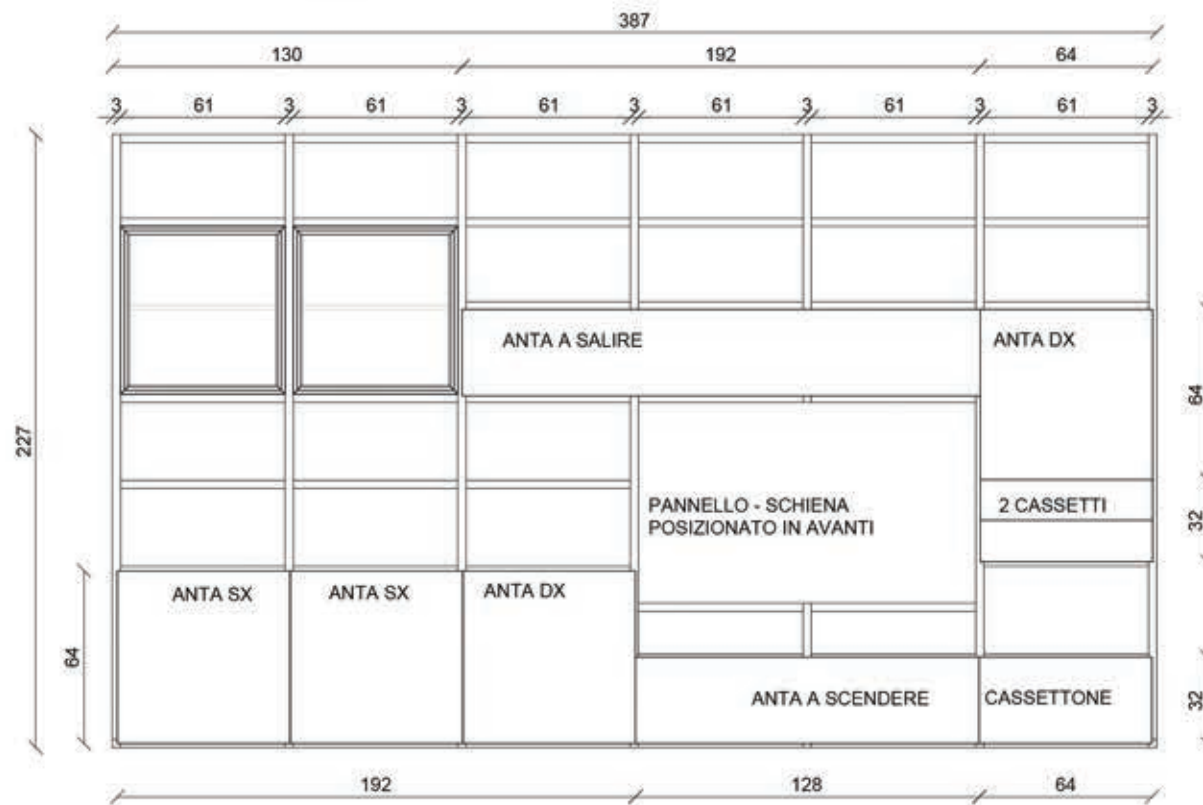 387
130 192 64
3 61 3 61 3 61 3 61 3 61 3 61 3
ANTA A SALIRE ANTA DX
64
227
PANNELLO - SCHIENA
POSIZIONATO IN AVANTI
2 CASSETTI
32
ANTA SX ANTA SX ANTA DX
64
ANTA A SCENDERE CASSETTONE
32
192 128 64